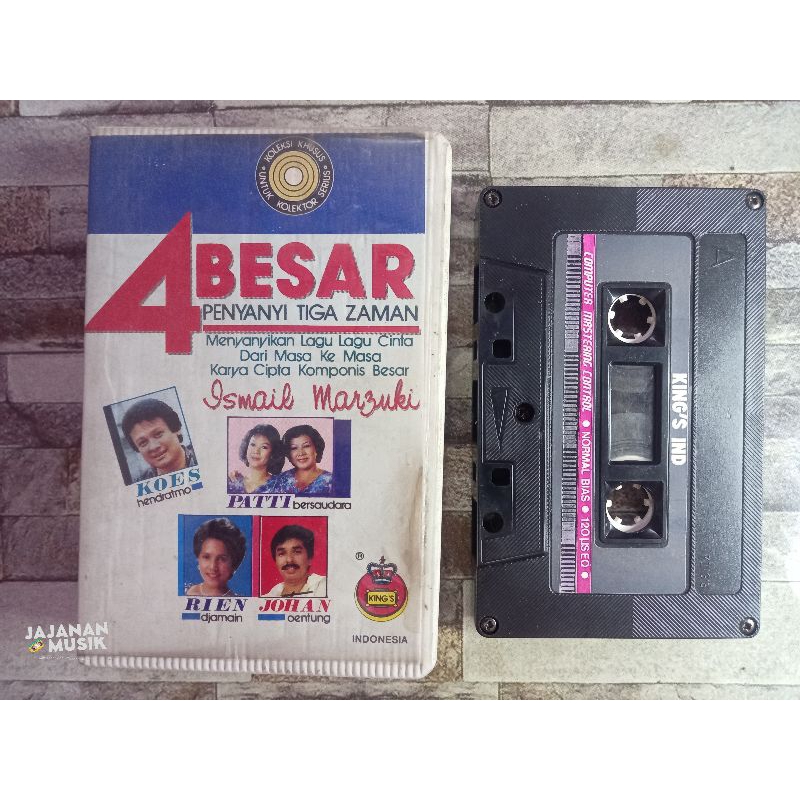 KOLEKSI KHUSUS
UNTUK KOLEKTOR SERIUS
4 BESAR
PENYANYI TIGA ZAMAN
Menyanyikan Lagu Lagu Cinta
Dari Masa Ke Masa
Karya Cipta Komponis Besar
Ismail Marzuki
KOES
hendratmo
PATTI
bersaudara
RIEN
djamain
JOHAN
oentung
®
KING'S
INDONESIA
JAJANAN
MUSIK
A
KING'S IND
COMPUTER MASTERING CONTROL • NORMAL BIAS • 120 µS EQ •